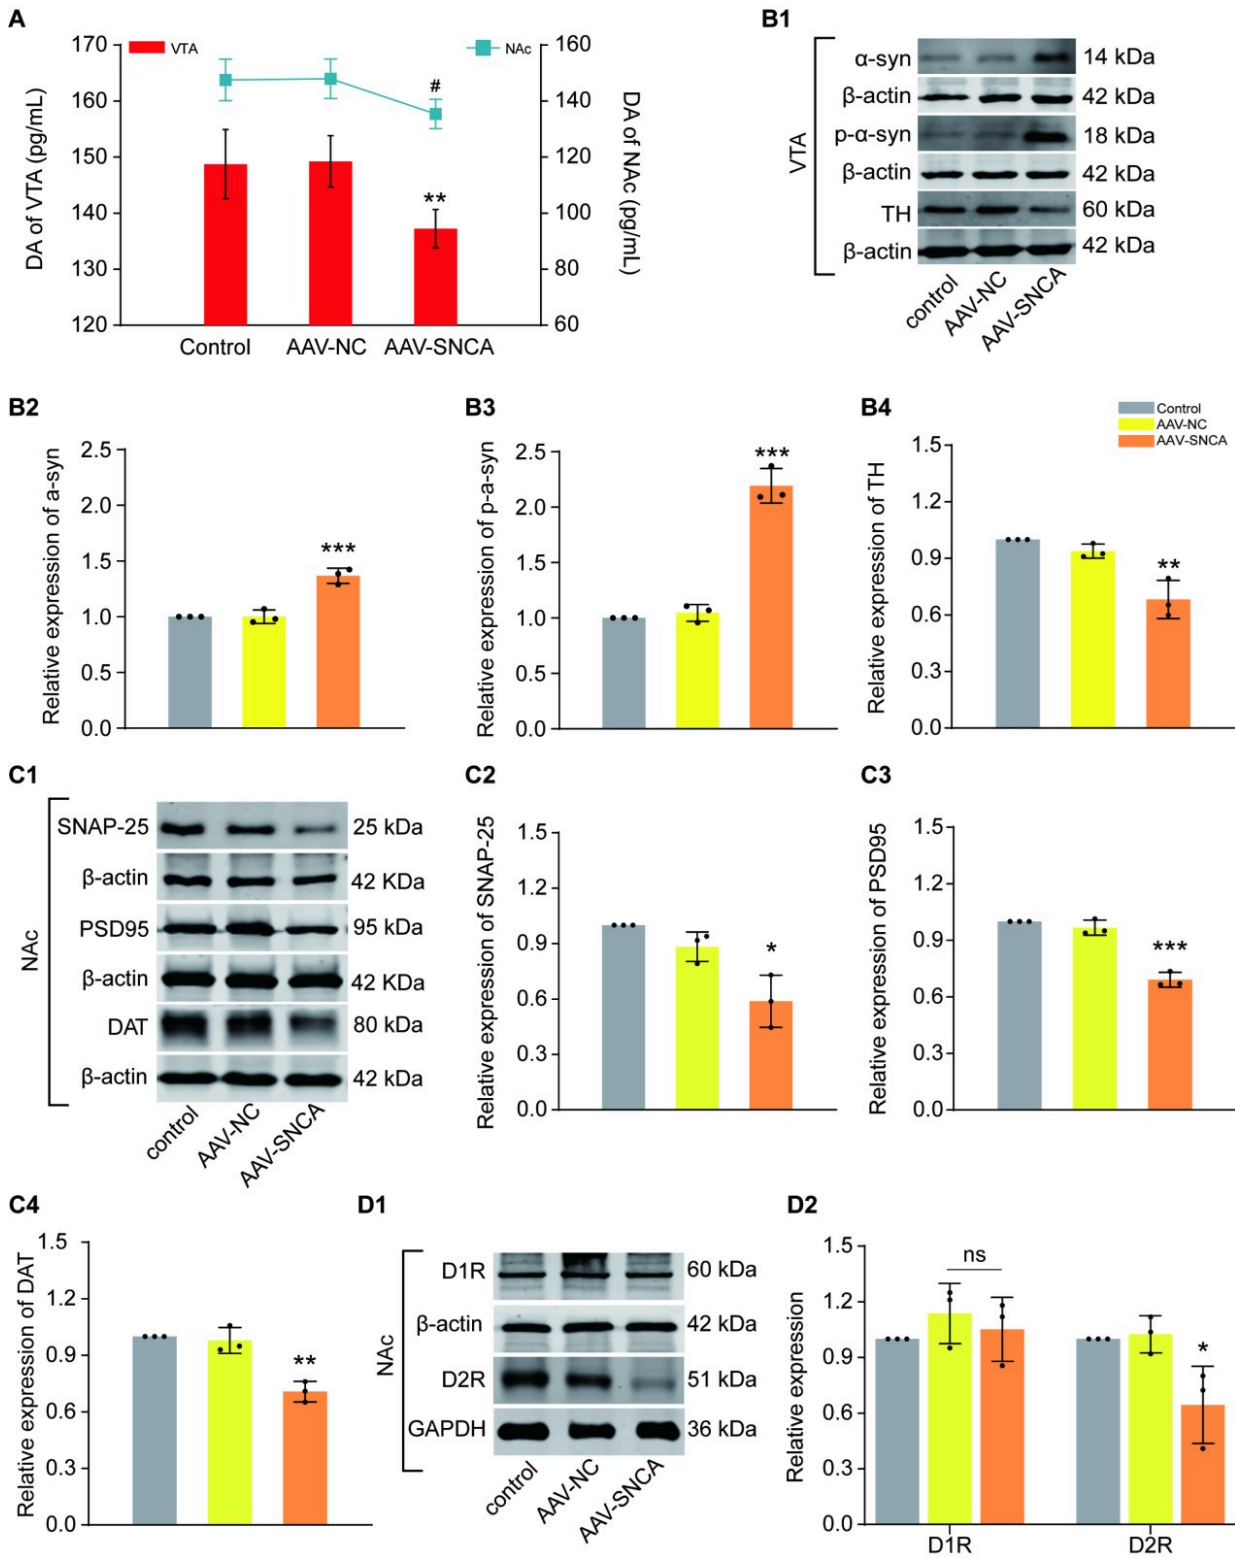 A
170
160
150
140
130
120
DA of VTA (pg/mL)
VTA
NAc
#
**
160
140
120
100
80
60
DA of NAc (pg/mL)
Control AAV-NC AAV-SNCA
B1
VTA
α-syn 14 kDa
β-actin 42 kDa
p-α-syn 18 kDa
β-actin 42 kDa
TH 60 kDa
β-actin 42 kDa
control AAV-NC AAV-SNCA
B2
Relative expression of a-syn
2.5
2.0
1.5
1.0
0.5
0.0
***
B3
Relative expression of p-a-syn
2.5
2.0
1.5
1.0
0.5
0.0
***
B4
Control
AAV-NC
AAV-SNCA
Relative expression of TH
1.5
1.2
0.9
0.6
0.3
0.0
**
C1
NAc
SNAP-25 25 kDa
β-actin 42 KDa
PSD95 95 kDa
β-actin 42 KDa
DAT 80 kDa
β-actin 42 kDa
control AAV-NC AAV-SNCA
C2
Relative expression of SNAP-25
1.5
1.2
0.9
0.6
0.3
0.0
*
C3
Relative expression of PSD95
1.5
1.2
0.9
0.6
0.3
0.0
***
C4
Relative expression of DAT
1.5
1.2
0.9
0.6
0.3
0.0
**
D1
NAc
D1R 60 kDa
β-actin 42 kDa
D2R 51 kDa
GAPDH 36 kDa
control AAV-NC AAV-SNCA
D2
Relative expression
1.5
1.2
0.9
0.6
0.3
0.0
ns
*
D1R D2R